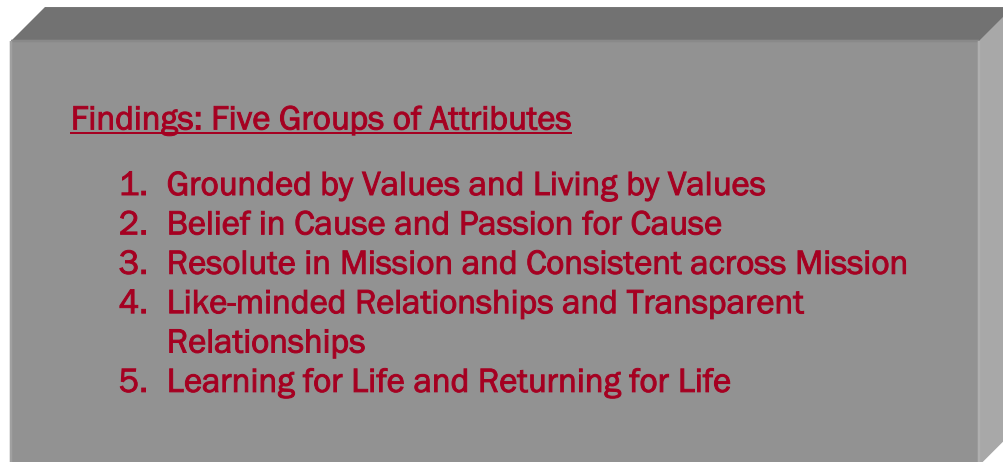 Findings: Five Groups of Attributes
1. Grounded by Values and Living by Values
2. Belief in Cause and Passion for Cause
3. Resolute in Mission and Consistent across Mission
4. Like-minded Relationships and Transparent
Relationships
5. Learning for Life and Returning for Life